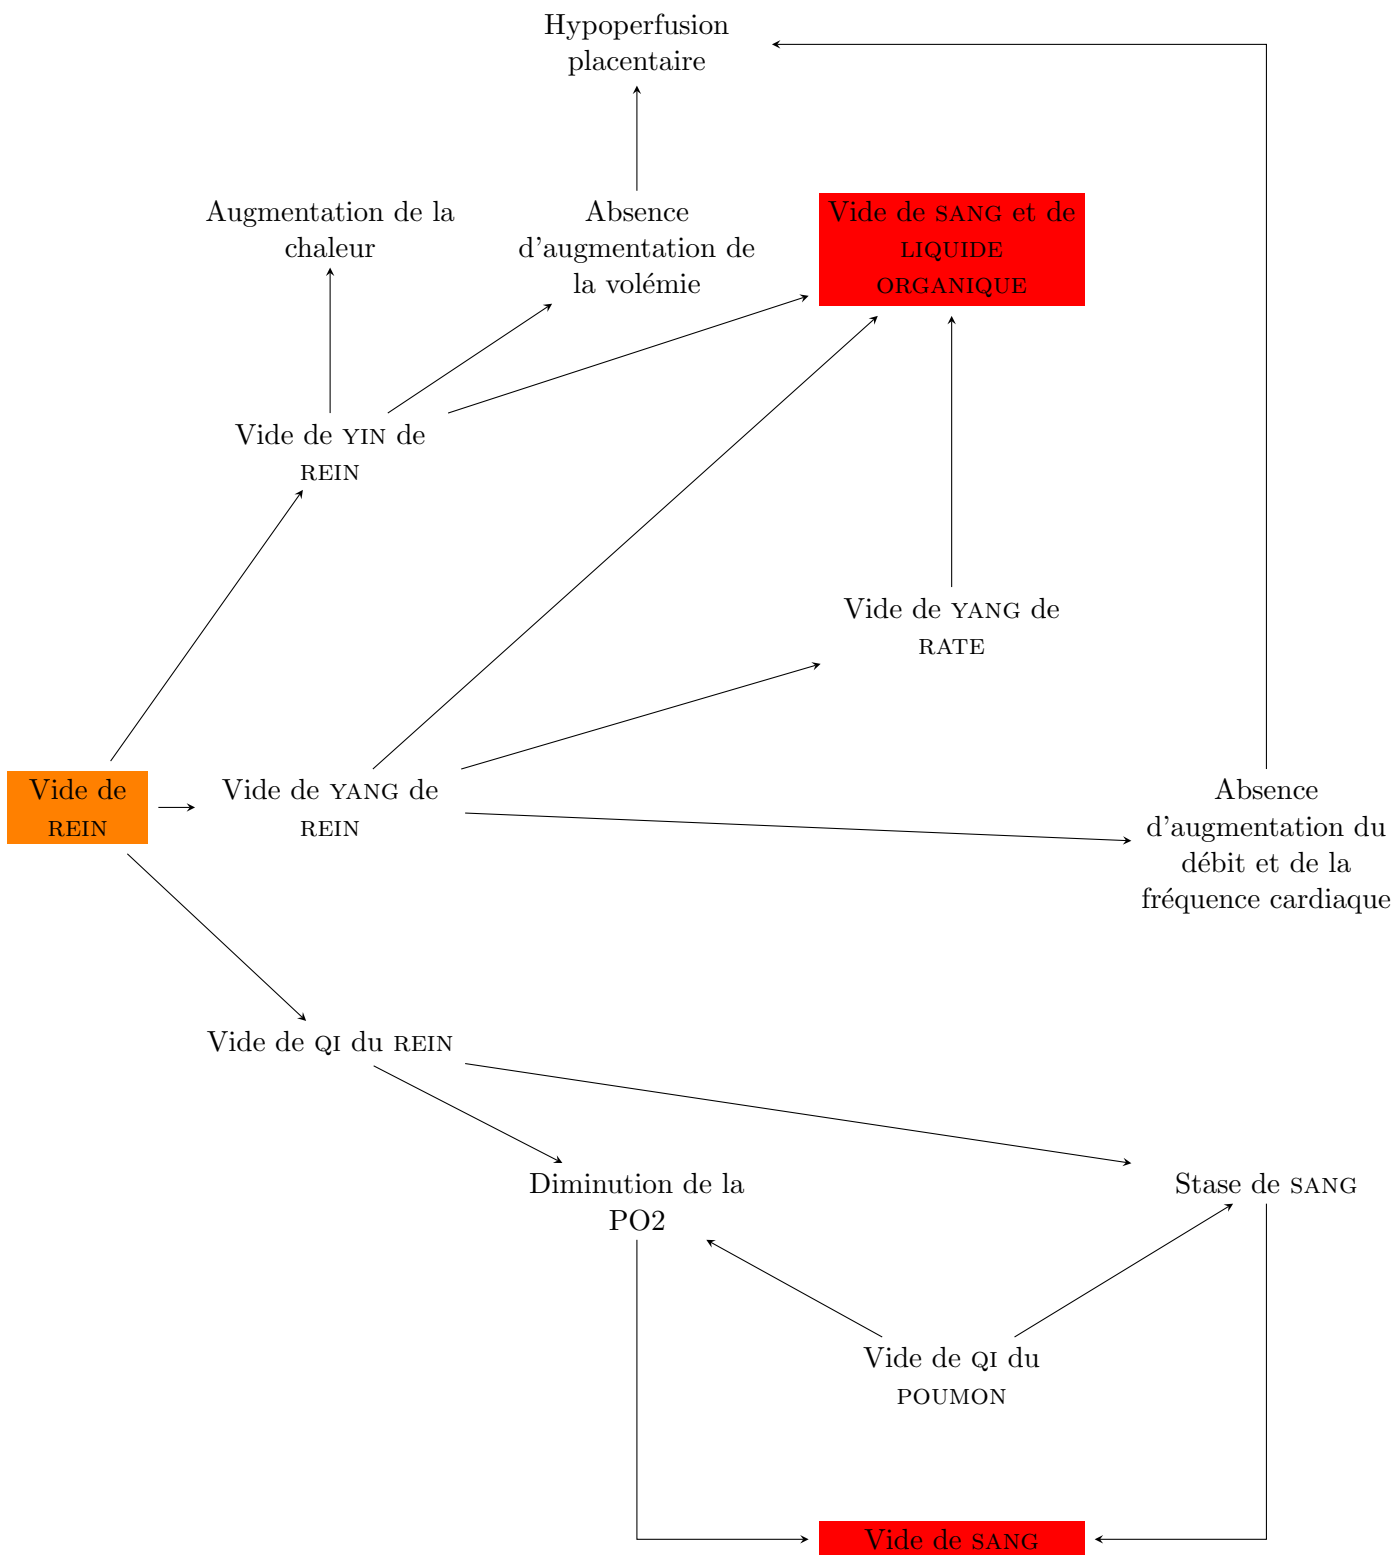 Hypoperfusion
placentaire
Augmentation de la
chaleur
Absence
d'augmentation de
la volémie
Vide de SANG et de
LIQUIDE
ORGANIQUE
Vide de YIN de
REIN
Vide de YANG de
RATE
Vide de
REIN
Vide de YANG de
REIN
Absence
d'augmentation du
débit et de la
fréquence cardiaque
Vide de QI du REIN
Diminution de la
PO2
Stase de SANG
Vide de QI du
POUMON
Vide de SANG